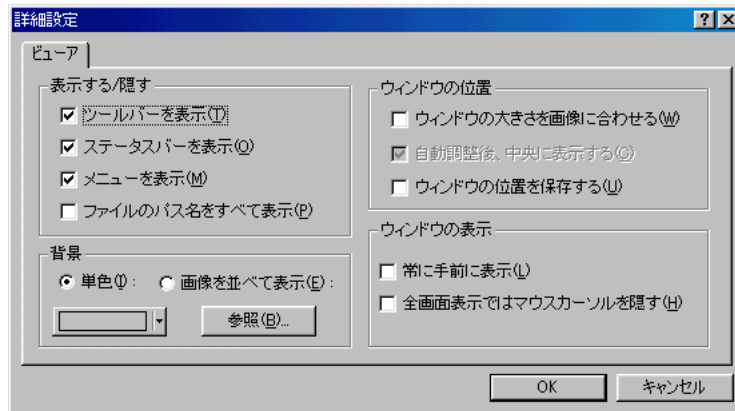 詳細設定
ビューア
表示する/隠す
ツールバーを表示(T)
ステータスバーを表示(O)
メニューを表示(M)
ファイルのパス名をすべて表示(P)
背景
単色(I):
画像を並べて表示(E):
参照(B)...
ウィンドウの位置
ウィンドウの大きさを画像に合わせる(W)
自動調整後、中央に表示する(C)
ウィンドウの位置を保存する(U)
ウィンドウの表示
常に手前に表示(L)
全画面表示ではマウスカーソルを隠す(H)
OK
キャンセル